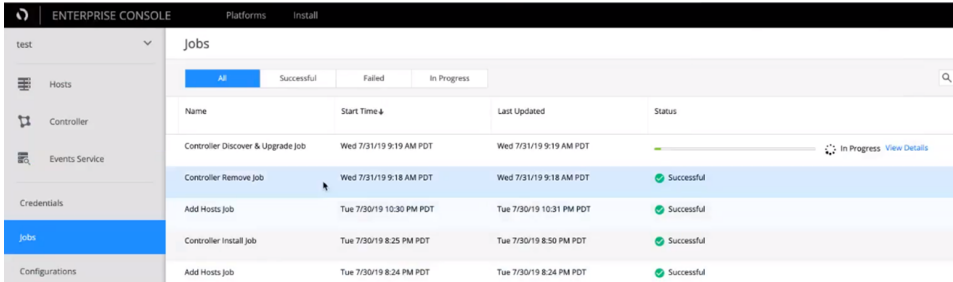 ENTERPRISE CONSOLE Platforms Install
test
Jobs
Hosts
Controller
Events Service
Credentials
Jobs
Configurations
All Successful Failed In Progress
Name Start Time Last Updated Status
Controller Discover & Upgrade Job Wed 7/31/19 9:19 AM PDT Wed 7/31/19 9:19 AM PDT In Progress View Details
Controller Remove Job Wed 7/31/19 9:18 AM PDT Wed 7/31/19 9:18 AM PDT Successful
Add Hosts Job Tue 7/30/19 10:30 PM PDT Tue 7/30/19 10:31 PM PDT Successful
Controller Install Job Tue 7/30/19 8:25 PM PDT Tue 7/30/19 8:50 PM PDT Successful
Add Hosts Job Tue 7/30/19 8:24 PM PDT Tue 7/30/19 8:24 PM PDT Successful